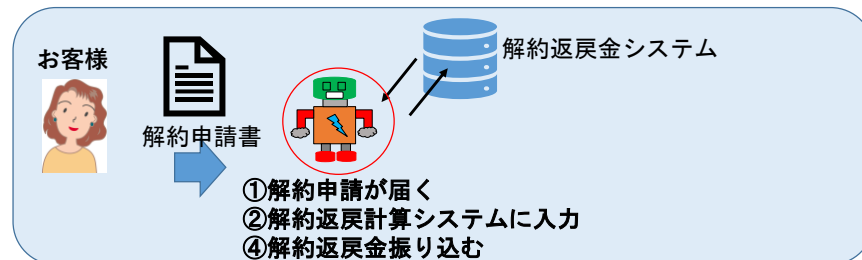 お客様
解約申請書
解約返戻金システム
①解約申請が届く
②解約返戻計算システムに入力
④解約返戻金振り込む